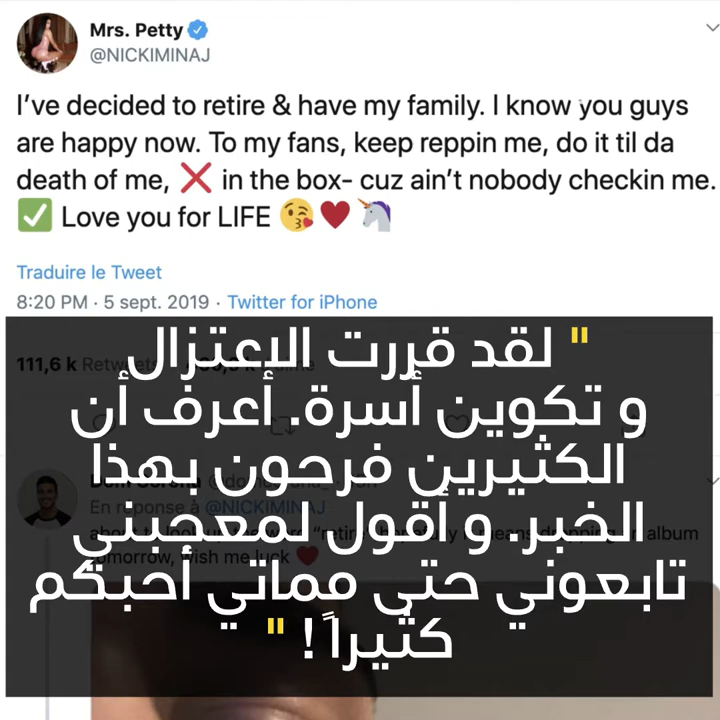 Mrs. Petty
@NICKIMINAJ
I've decided to retire & have my family. I know you guys
are happy now. To my fans, keep reppin me, do it til da
death of me, ❌ in the box- cuz ain't nobody checkin me.
✅ Love you for LIFE 😘♥️🦄
Traduire le Tweet
8:20 PM · 5 sept. 2019 · Twitter for iPhone
111,6 k Retweets
" لقد قررت الإعتزال
و تكوين أسرة. أعرف أن
الكثيرين فرحون بهذا
الخبر. و أقول لمعجبني
تابعوني حتى مماتي أحبكم
كثيراً! "
En réponse à @NICKIMINAJ
album
tomorrow, wish me luck ♥️